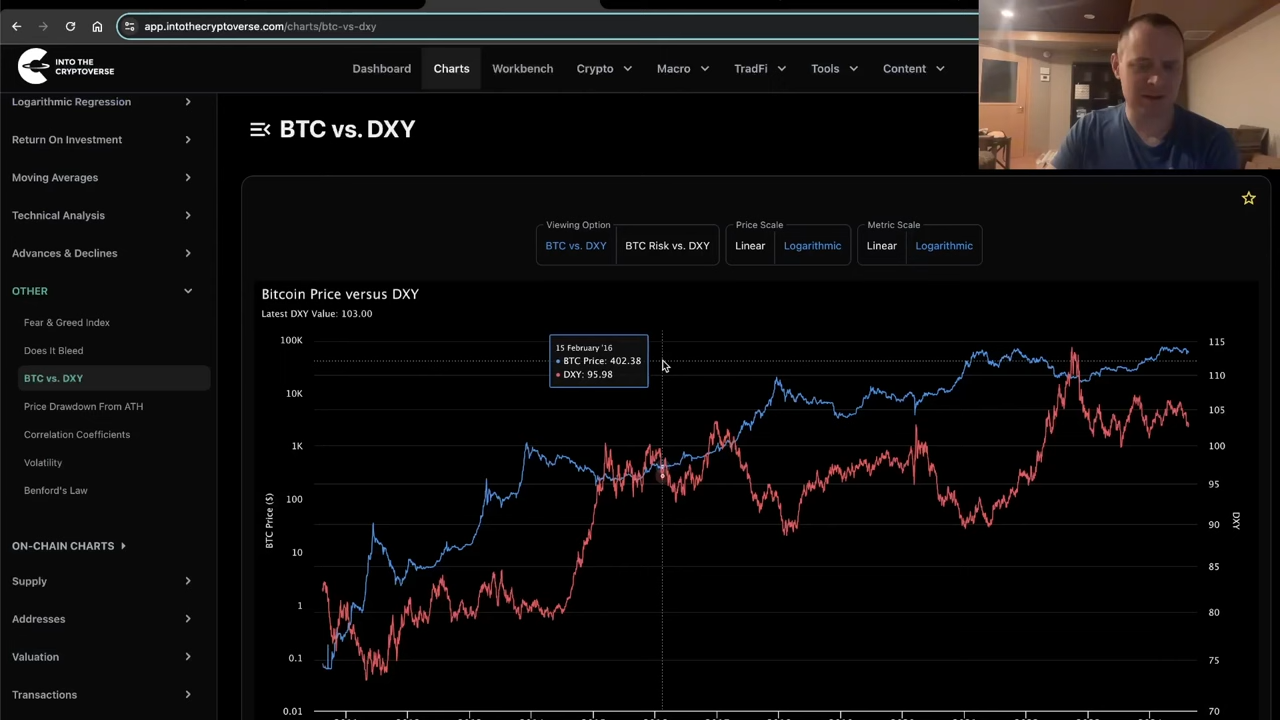 app.intothecryptoverse.com/charts/btc-vs-dxy
INTO THE
CRYPTOVERSE
Dashboard
Charts
Workbench
Crypto
Macro
TradFi
Tools
Content
Logarithmic Regression
Return On Investment
Moving Averages
Technical Analysis
Advances & Declines
OTHER
Fear & Greed Index
Does It Bleed
BTC vs. DXY
Price Drawdown From ATH
Correlation Coefficients
Volatility
Benford's Law
ON-CHAIN CHARTS
Supply
Addresses
Valuation
Transactions
BTC vs. DXY
Viewing Option
BTC vs. DXY
BTC Risk vs. DXY
Price Scale
Linear
Logarithmic
Metric Scale
Linear
Logarithmic
Bitcoin Price versus DXY
Latest DXY Value: 103.00
15 February '16
BTC Price: 402.38
DXY: 95.98
100K
10K
1K
100
10
1
0.1
0.01
BTC Price ($)
115
110
105
100
95
90
85
80
75
70
DXY